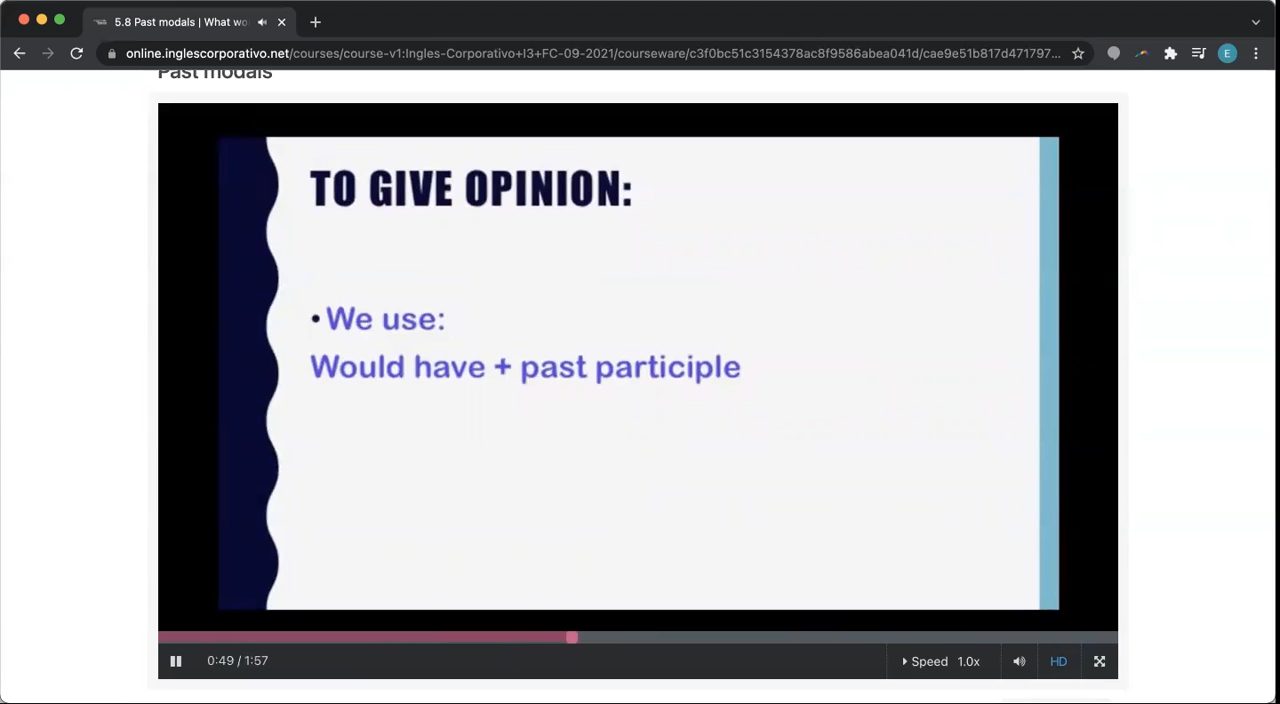 5.8 Past modals | What wo
online.inglescorporativo.net/courses/course-v1:Ingles-Corporativo+I3+FC-09-2021/courseware/c3f0bc51c3154378ac8f9586abea041d/cae9e51b817d471797...
E
Past modals
TO GIVE OPINION:
• We use:
Would have + past participle
0:49 / 1:57
Speed 1.0x
HD